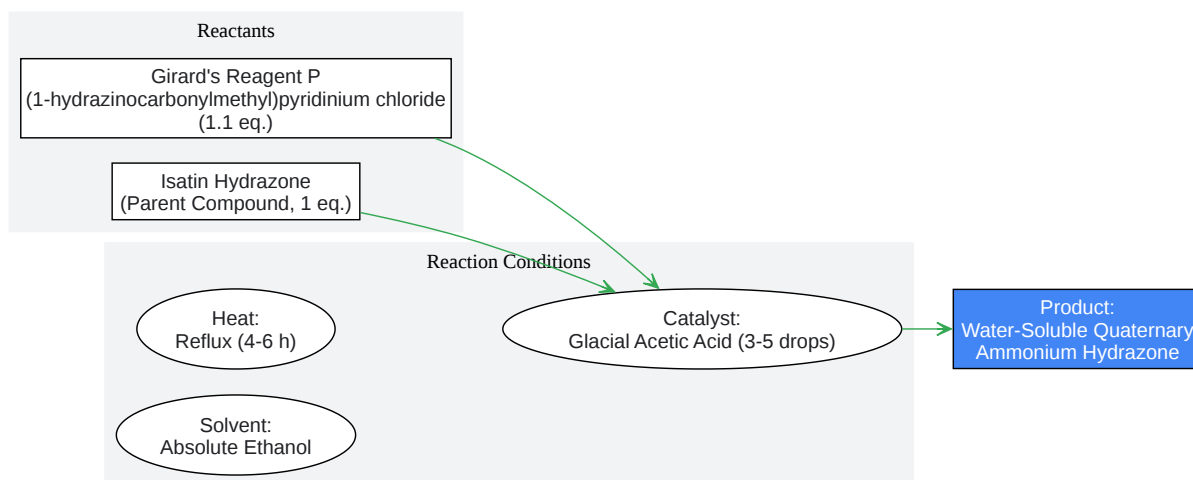 Reactants
Girard's Reagent P
(1-hydrazinocarbonylmethyl)pyridinium chloride
(1.1 eq.)
Isatin Hydrazone
(Parent Compound, 1 eq.)
Reaction Conditions
Heat:
Reflux (4-6 h)
Catalyst:
Glacial Acetic Acid (3-5 drops)
Product:
Water-Soluble Quaternary
Ammonium Hydrazone
Solvent:
Absolute Ethanol